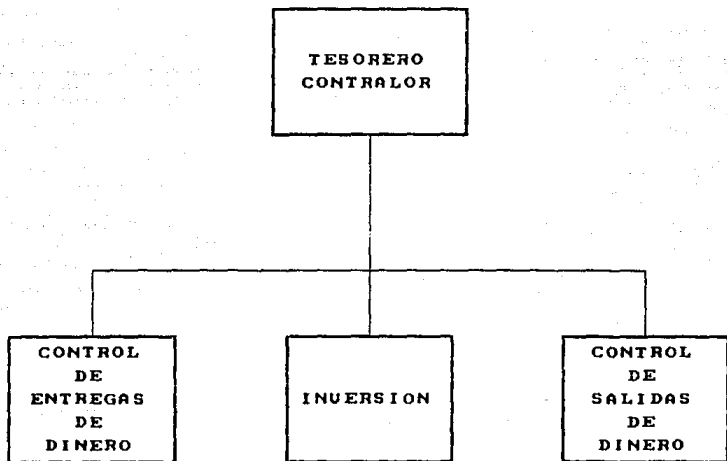 TESORERO
CONTRALOR
CONTROL
DE
ENTREGAS
DE
DINERO
INVERSION
CONTROL
DE
SALIDAS
DE
DINERO